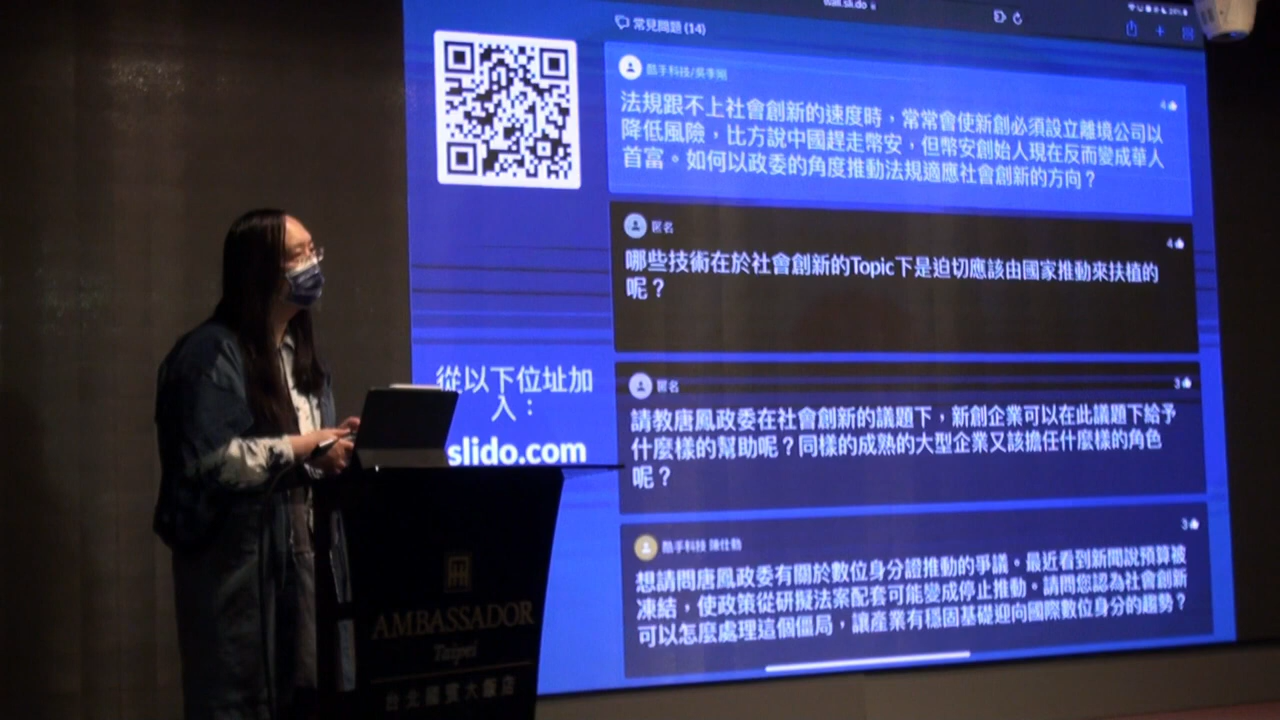 常見問題 (14)
酷手科技/吳季剛
4
法規跟不上社會創新的速度時，常常會使新創必須設立離境公司以
降低風險，比方說中國趕走幣安，但幣安創始人現在反而變成華人
首富。如何以政委的角度推動法規適應社會創新的方向？
匿名
4
哪些技術在於社會創新的Topic下是迫切應該由國家推動來扶植的
呢？
匿名
3
請教唐鳳政委在社會創新的議題下，新創企業可以在此議題下給予
什麼樣的幫助呢？同樣的成熟的大型企業又該擔任什麼樣的角色
呢？
酷手科技
3
想請問唐鳳政委有關於數位身分證推動的爭議。最近看到新聞說預算被
凍結，使政策從研擬法案配套可能變成停止推動。請問您認為社會創新
可以怎麼處理這個僵局，讓產業有穩固基礎迎向國際數位身分的趨勢？
從以下位址加
入：
slido.com
AMBASSADOR
Taipei
台北國賓大飯店